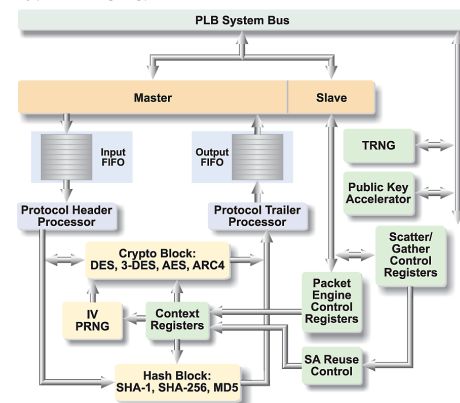 PLB System Bus
Master
Slave
Input
FIFO
Output
FIFO
TRNG
Public Key
Accelerator
Protocol Header
Processor
Protocol Trailer
Processor
Scatter/
Gather
Control
Registers
Crypto Block:
DES, 3-DES, AES, ARC4
Packet
Engine
Control
Registers
IV
PRNG
Context
Registers
SA Reuse
Control
Hash Block:
SHA-1, SHA-256, MD5